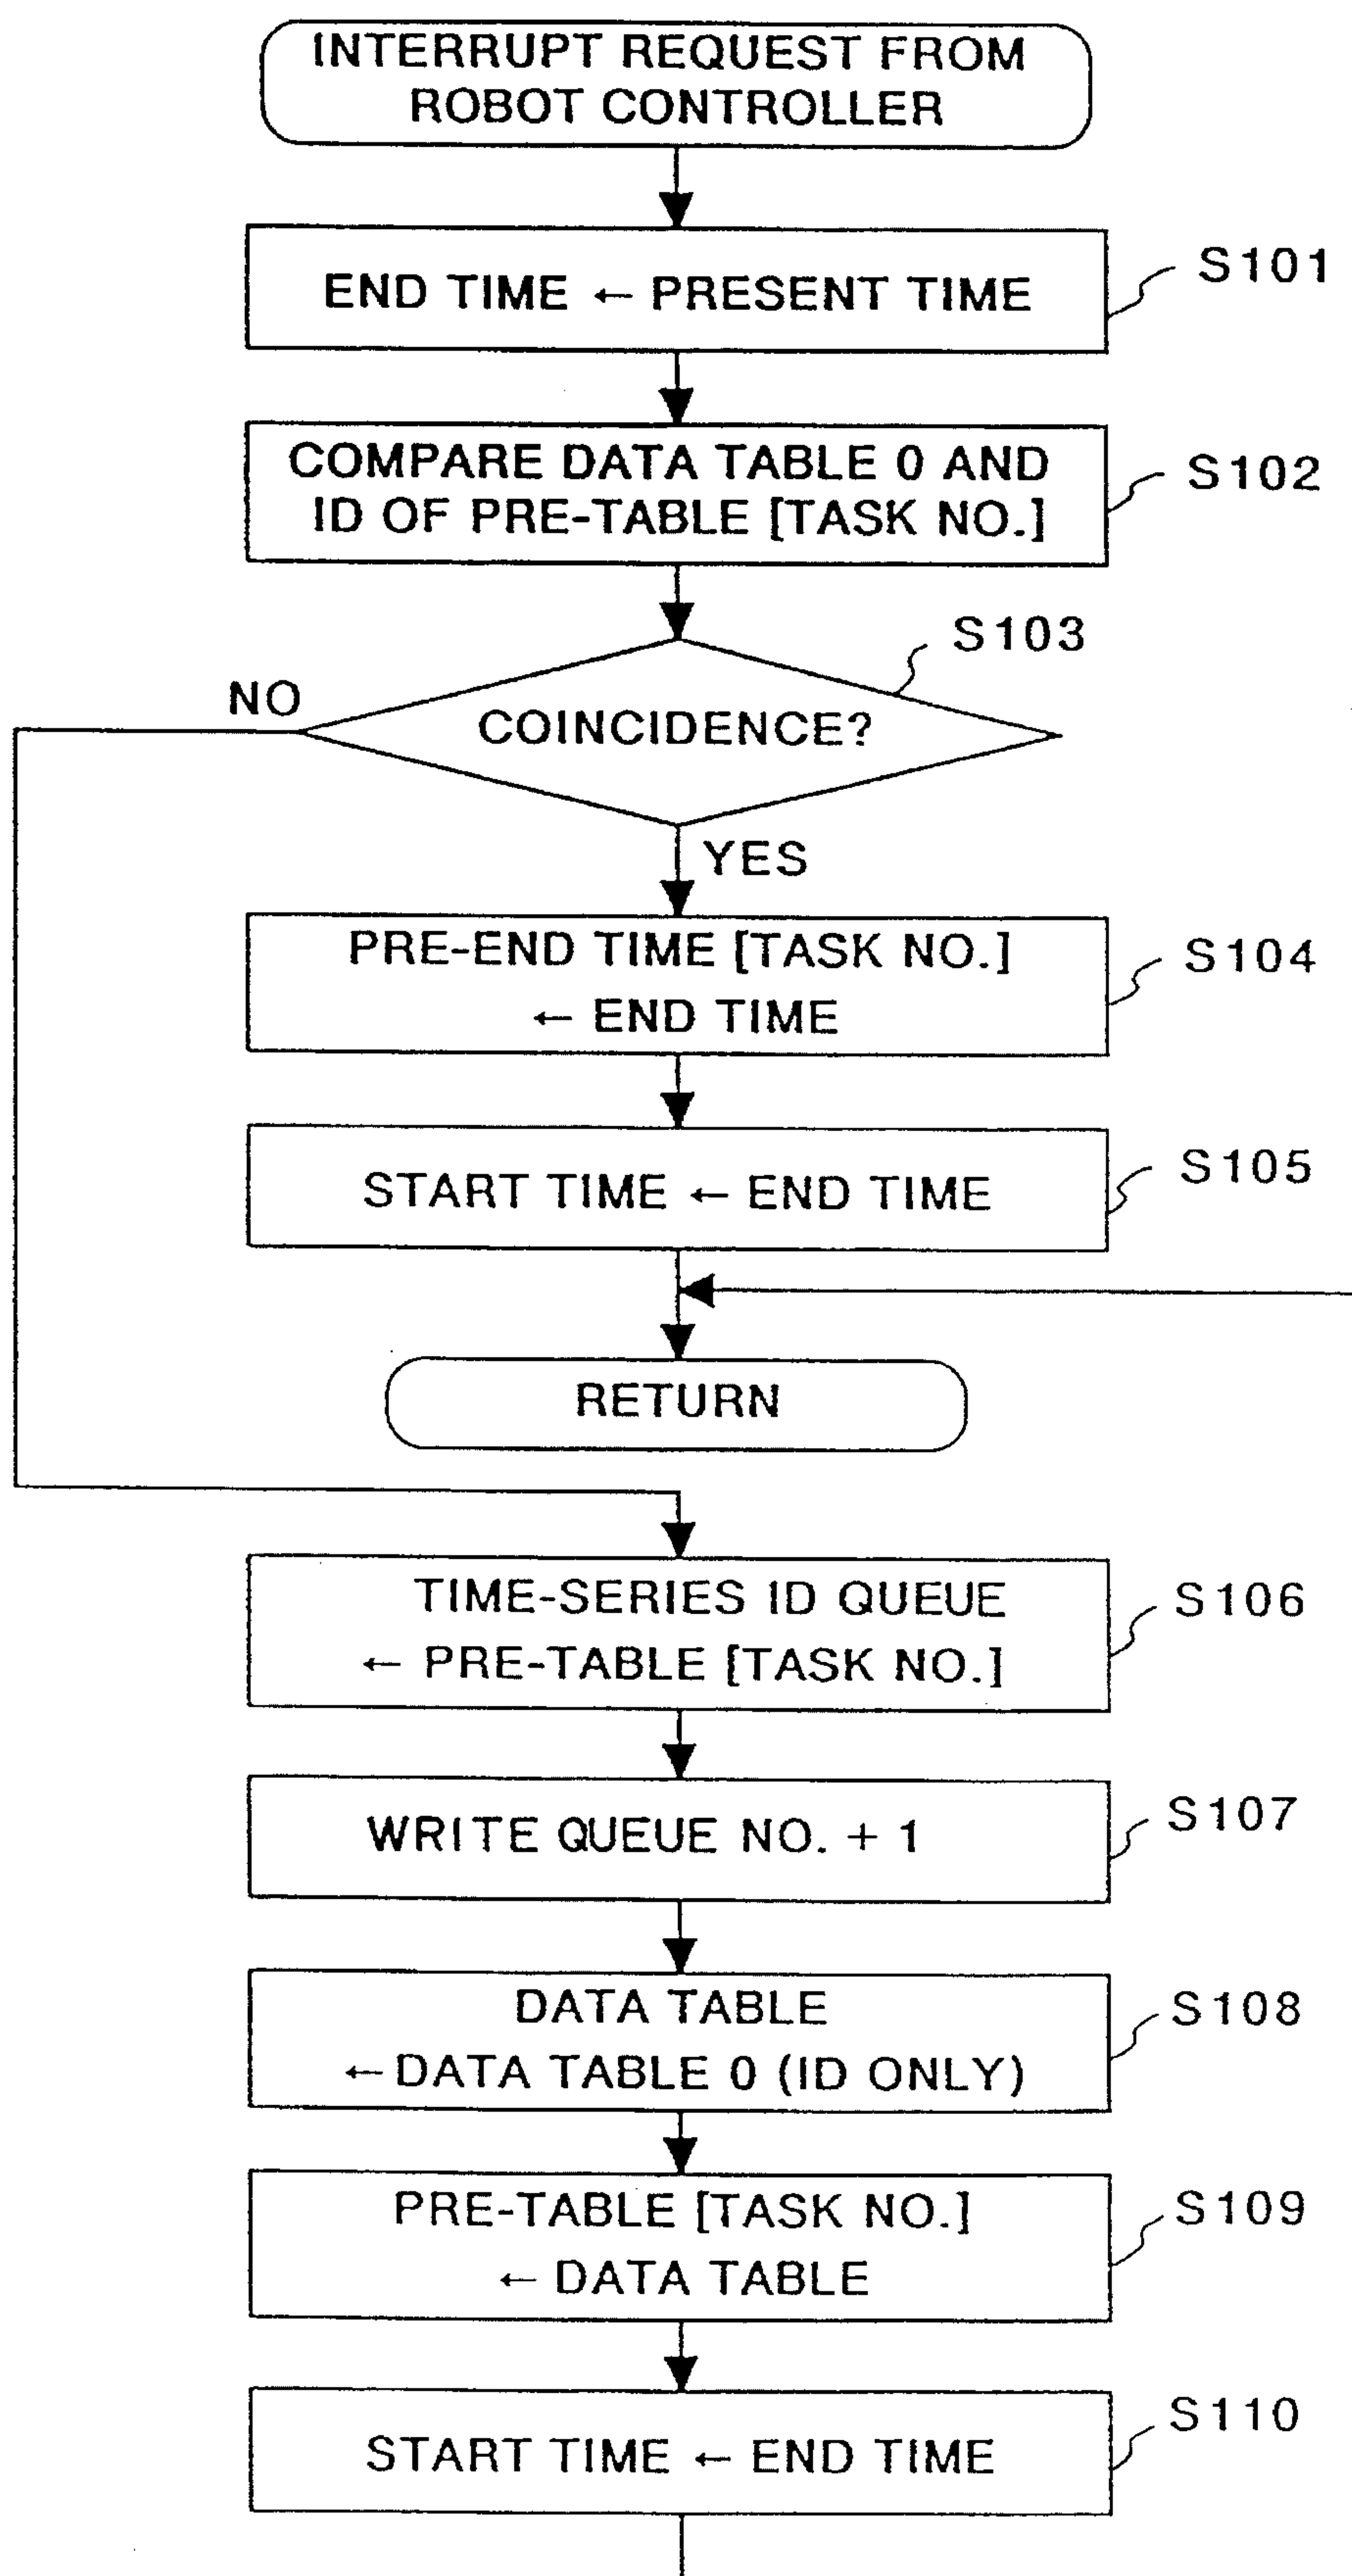 INTERRUPT REQUEST FROM
ROBOT CONTROLLER
END TIME ← PRESENT TIME
S101
COMPARE DATA TABLE 0 AND
ID OF PRE-TABLE [TASK NO.]
S102
S103
NO
COINCIDENCE?
YES
PRE-END TIME [TASK NO.]
← END TIME
S104
START TIME ← END TIME
S105
RETURN
TIME-SERIES ID QUEUE
← PRE-TABLE [TASK NO.]
S106
WRITE QUEUE NO. + 1
S107
DATA TABLE
← DATA TABLE 0 (ID ONLY)
S108
PRE-TABLE [TASK NO.]
← DATA TABLE
S109
START TIME ← END TIME
S110